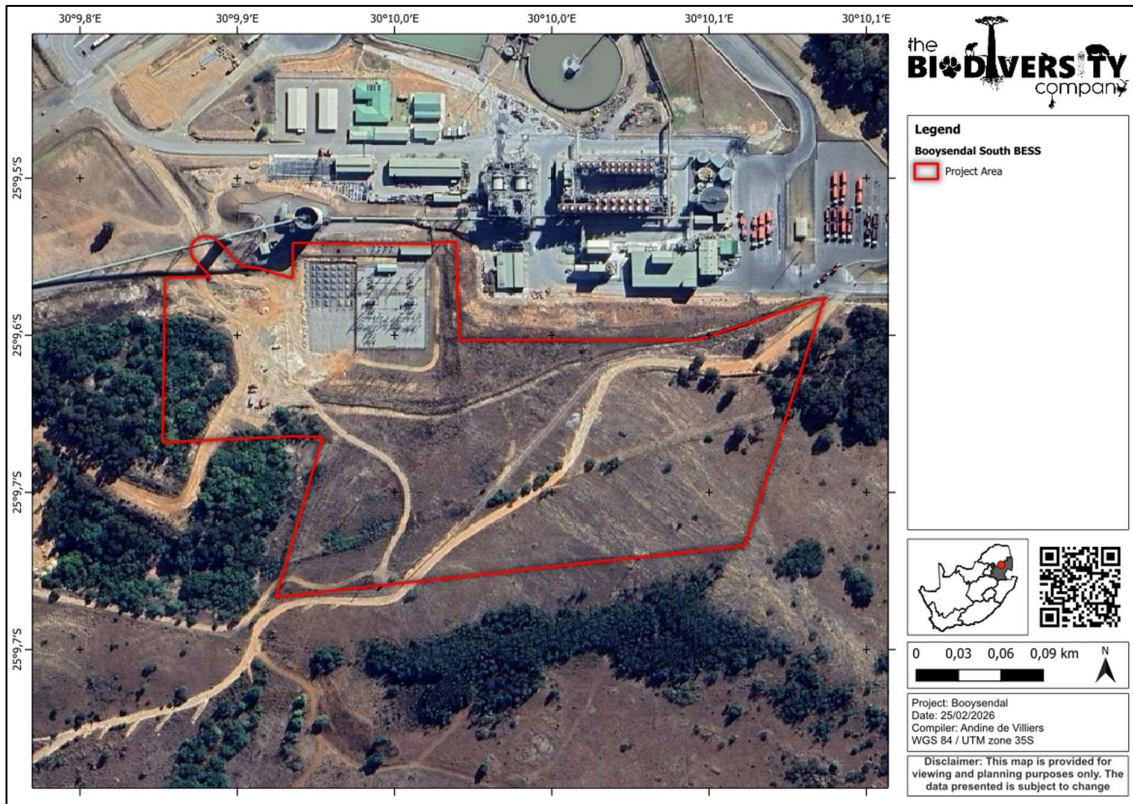 30°9,8'E 30°9,9'E 30°10,0'E 30°10,0'E 30°10,1'E 30°10,1'E
25°9,5'S
25°9,6'S
25°9,7'S
25°9,7'S
the
BIODIVERSITY
company
Legend
Booysendal South BESS
Project Area
0 0,03 0,06 0,09 km
N
Project: Booysendal
Date: 25/02/2026
Compiler: Andine de Villiers
WGS 84 / UTM zone 35S
Disclaimer: This map is provided for
viewing and planning purposes only. The
data presented is subject to change